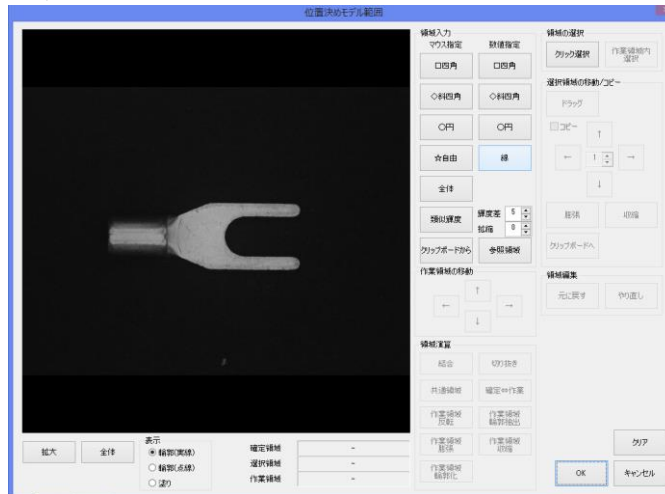 位置決めモデル範囲
領域入力
マウス指定 数値指定
□四角 □四角
◇斜四角 ◇斜四角
○円 ○円
☆自由 線
全体
類似輝度 輝度差 5
拡縮 0
クリップボードから 参照領域
作業領域の移動
↑
← →
↓
領域演算
結合 切り抜き
共通領域 確定⇔作業
作業領域反転 作業領域輪郭抽出
作業領域膨張 作業領域収縮
作業領域輪郭化
領域の選択
クリック選択 作業領域内選択
選択領域の移動/コピー
ドラッグ
コピー
↑
← 1 →
↓
膨張 収縮
クリップボードへ
領域編集
元に戻す やり直し
クリア
OK キャンセル
拡大 全体
表示
輪郭(実線)
輪郭(点線)
塗り
確定領域 -
選択領域 -
作業領域 -